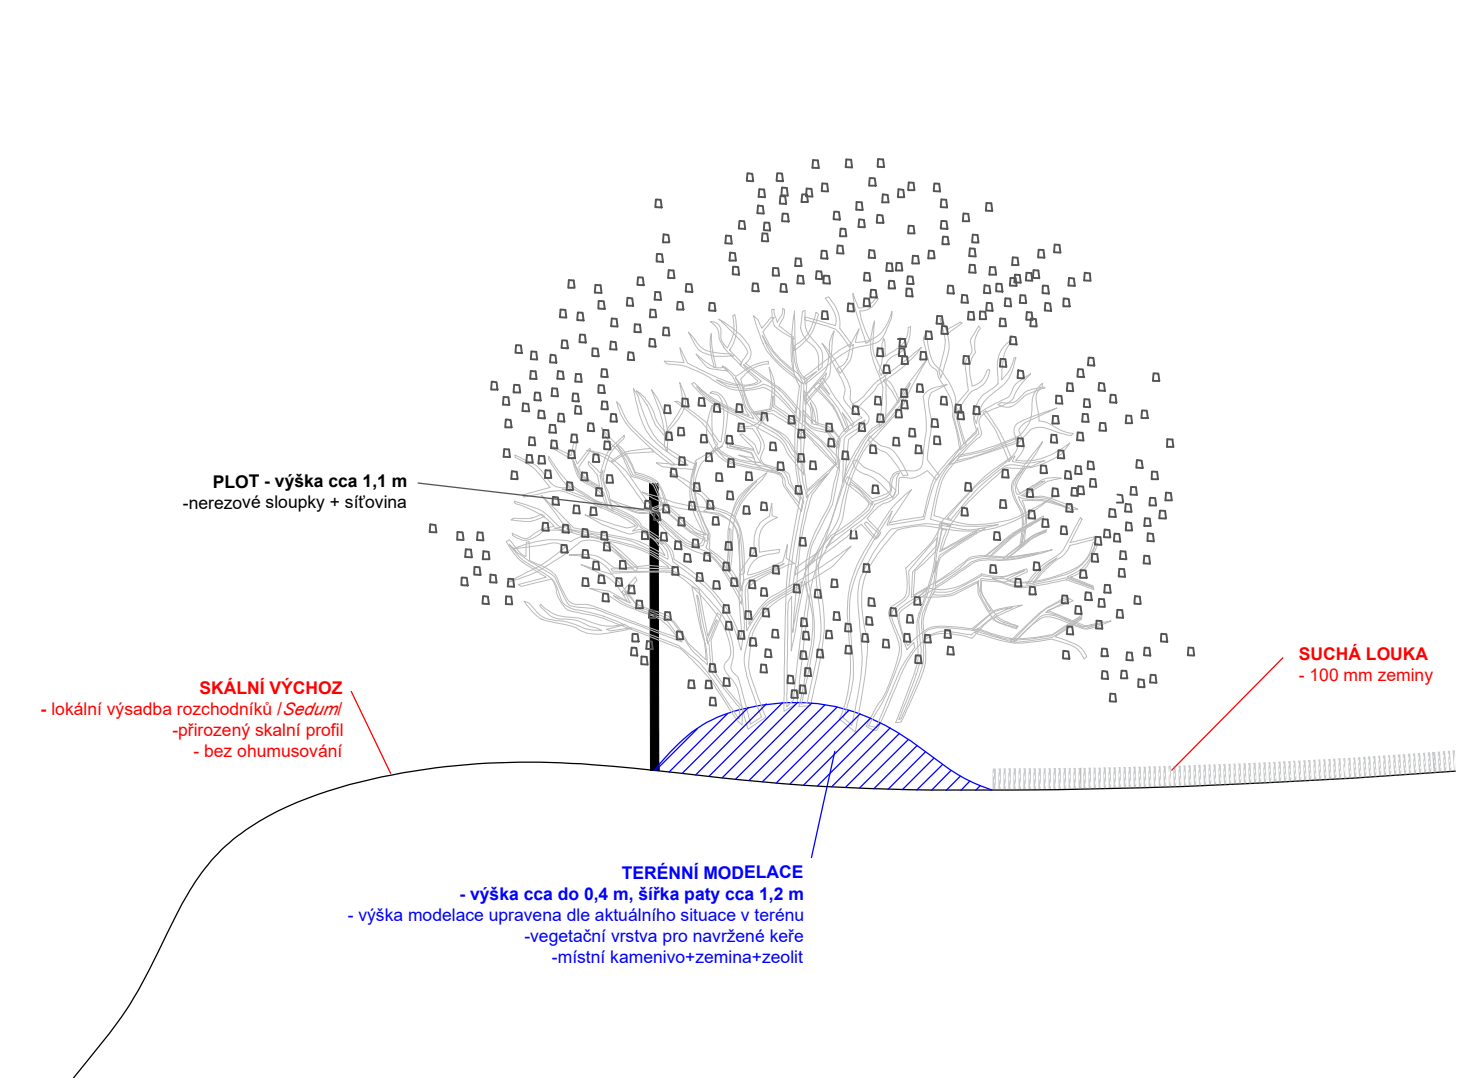 PLOT - výška cca 1,1 m
-nerezové sloupky + síťovina
SKÁLNÍ VÝCHOZ
- lokální výsadba rozchodníků /Sedum/
-přirozený skalní profil
- bez ohumusování
SUCHÁ LOUKA
- 100 mm zeminy
TERÉNNÍ MODELACE
- výška cca do 0,4 m, šířka paty cca 1,2 m
- výška modelace upravena dle aktuálního situace v terénu
-vegetační vrstva pro navržené keře
-místní kamenivo+zemina+zeolit